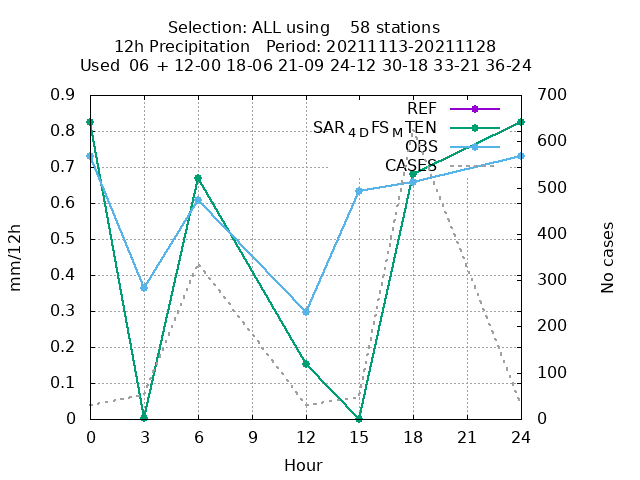 Selection: ALL using    58 stations
12h Precipitation   Period: 20211113-20211128
Used  06 + 12-00 18-06 21-09 24-12 30-18 33-21 36-24
0.9
0.8
0.7
0.6
0.5
0.4
0.3
0.2
0.1
0
mm/12h
REF
SAR4DFSMTEN
OBS
CASES
700
600
500
400
300
200
100
0
No cases
0 3 6 9 12 15 18 21 24
Hour